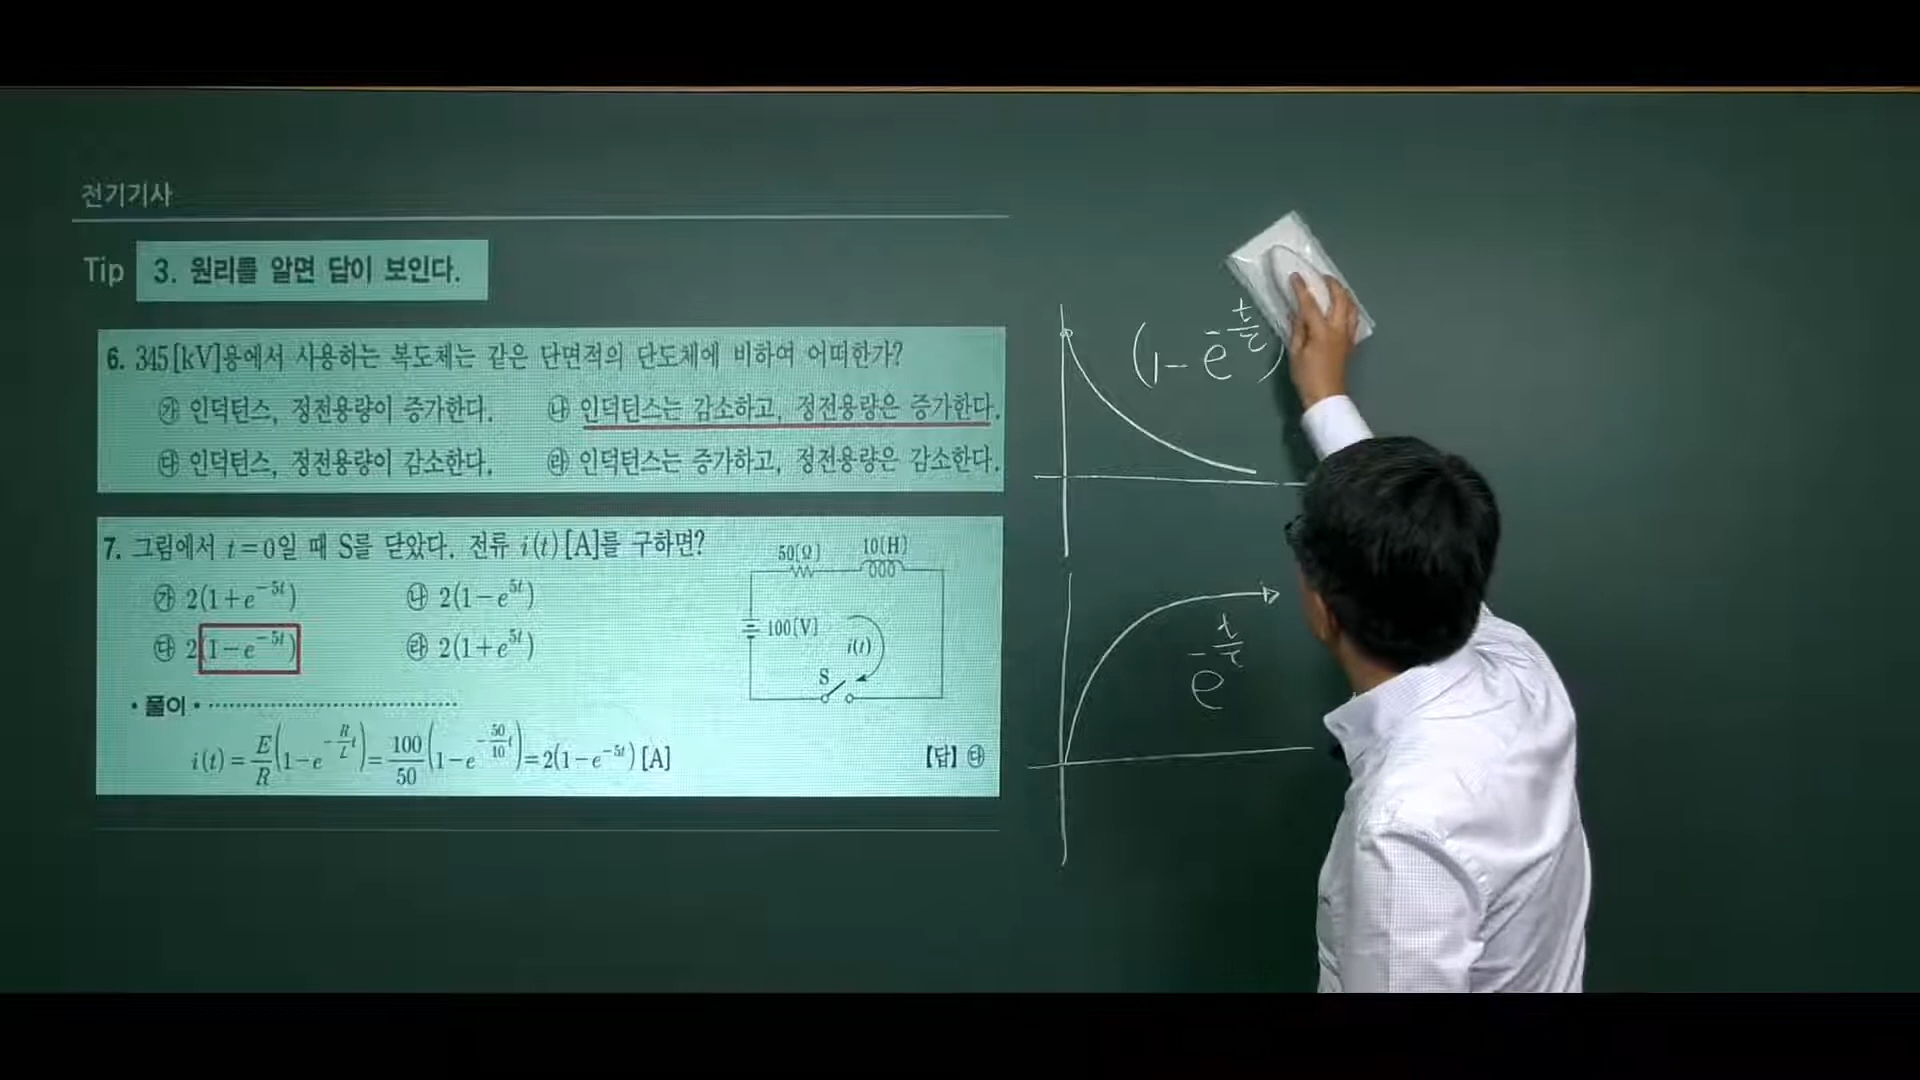 전기기사
Tip 3. 원리를 알면 답이 보인다.
6. 345[kV]용에서 사용하는 복도체는 같은 단면적의 단도체에 비하여 어떠한가?
㉮ 인덕턴스, 정전용량이 증가한다. ㉯ 인덕턴스는 감소하고, 정전용량은 증가한다.
㉰ 인덕턴스, 정전용량이 감소한다. ㉱ 인덕턴스는 증가하고, 정전용량은 감소한다.
7. 그림에서 t=0일 때 S를 닫았다. 전류 i(t)[A]를 구하면?
㉮ 2(1+e^{-5t}) ㉯ 2(1-e^{5t})
㉰ 2(1-e^{-5t}) ㉱ 2(1+e^{5t})
50[Ω] 10[H]
100[V] i(t)
S
• 풀이 •
i(t)=\frac{E}{R}(1-e^{-\frac{R}{L}t})=\frac{100}{50}(1-e^{-\frac{50}{10}t})=2(1-e^{-5t})[A]
【답】 ㉰
(1-e^{-\frac{t}{τ}})
e^{-\frac{t}{τ}}